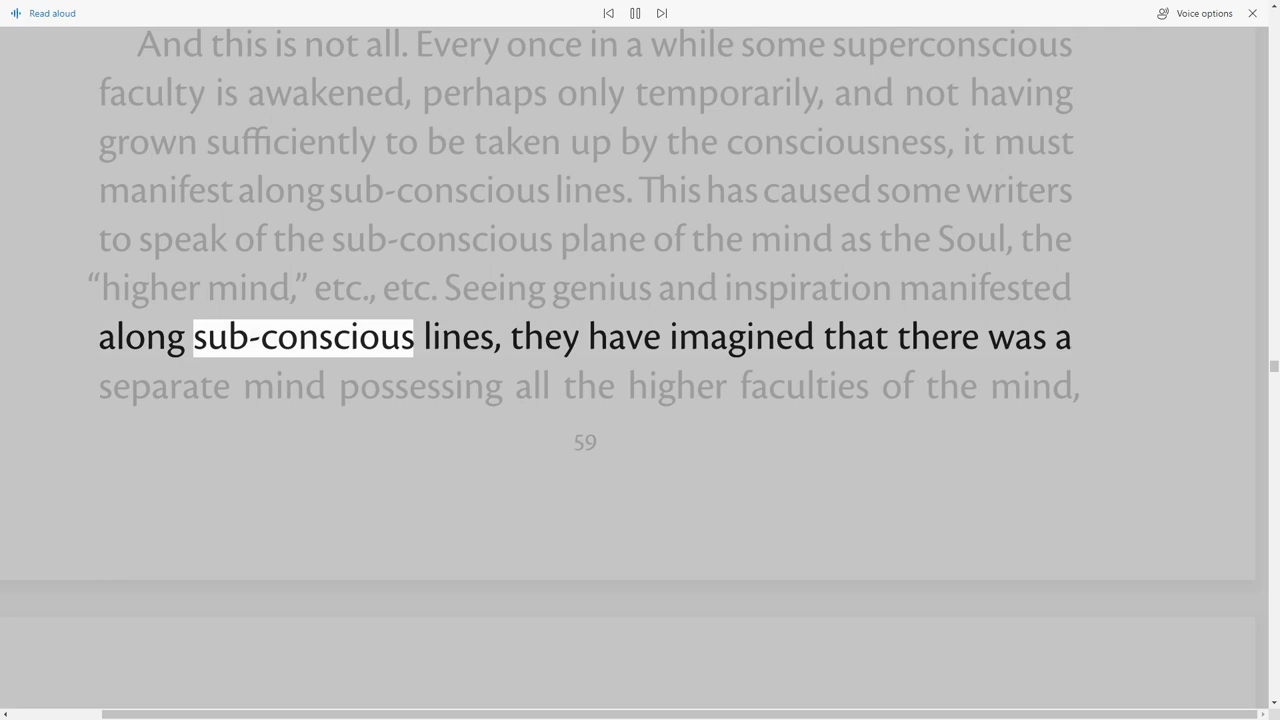 Read aloud
Voice options
And this is not all. Every once in a while some superconscious
faculty is awakened, perhaps only temporarily, and not having
grown sufficiently to be taken up by the consciousness, it must
manifest along sub-conscious lines. This has caused some writers
to speak of the sub-conscious plane of the mind as the Soul, the
“higher mind,” etc., etc. Seeing genius and inspiration manifested
along sub-conscious lines, they have imagined that there was a
separate mind possessing all the higher faculties of the mind,
59